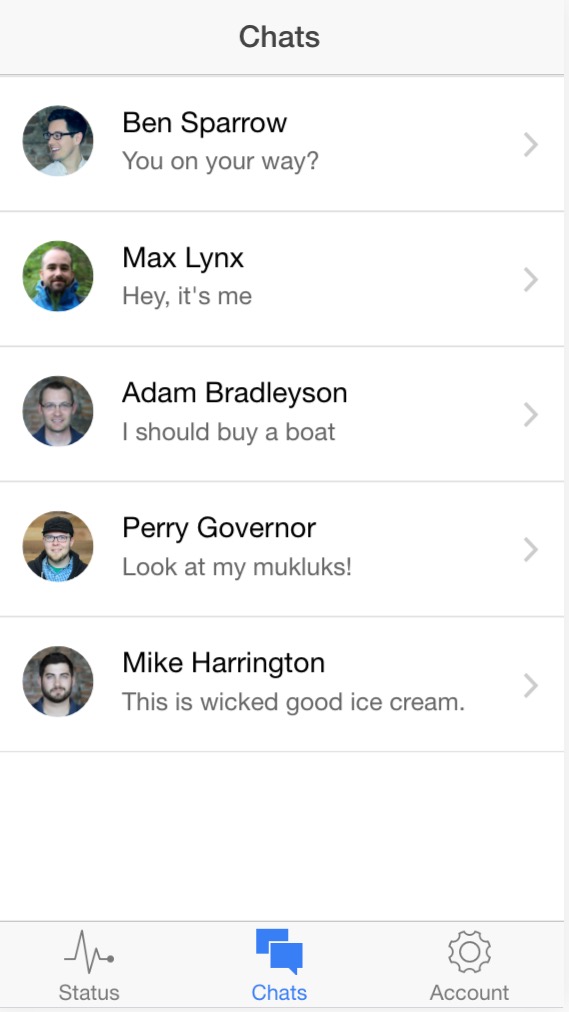 Chats
Ben Sparrow
You on your way?
Max Lynx
Hey, it's me
Adam Bradleyson
I should buy a boat
Perry Governor
Look at my mukluks!
Mike Harrington
This is wicked good ice cream.
Status
Chats
Account